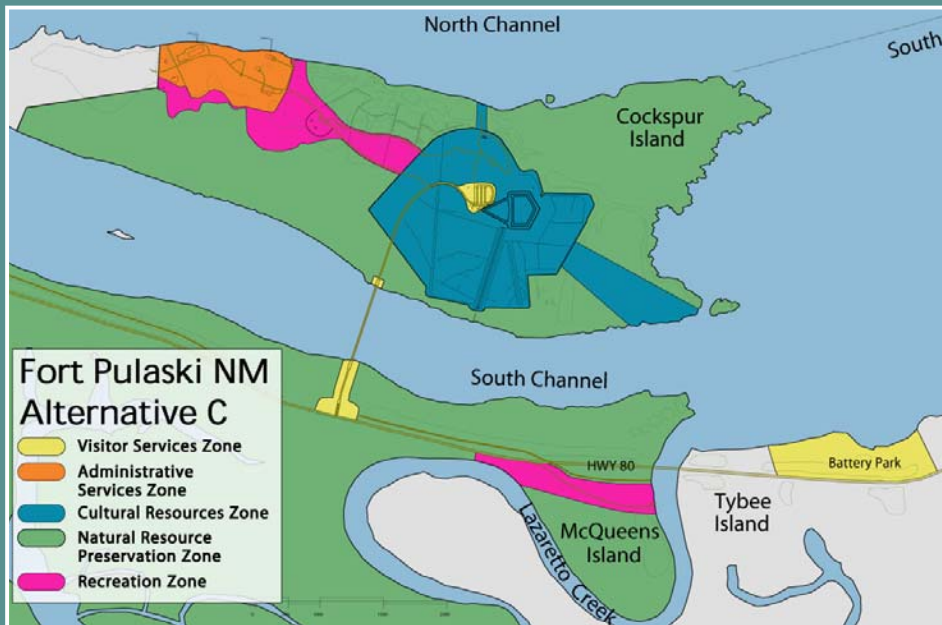 North Channel
South
Cockspur
Island
South Channel
Fort Pulaski NM
Alternative C
Visitor Services Zone
Administrative
Services Zone
Cultural Resources Zone
Natural Resource
Preservation Zone
Recreation Zone
HWY 80
Battery Park
Tybee
Island
McQueens
Island
Lazaretto Creek